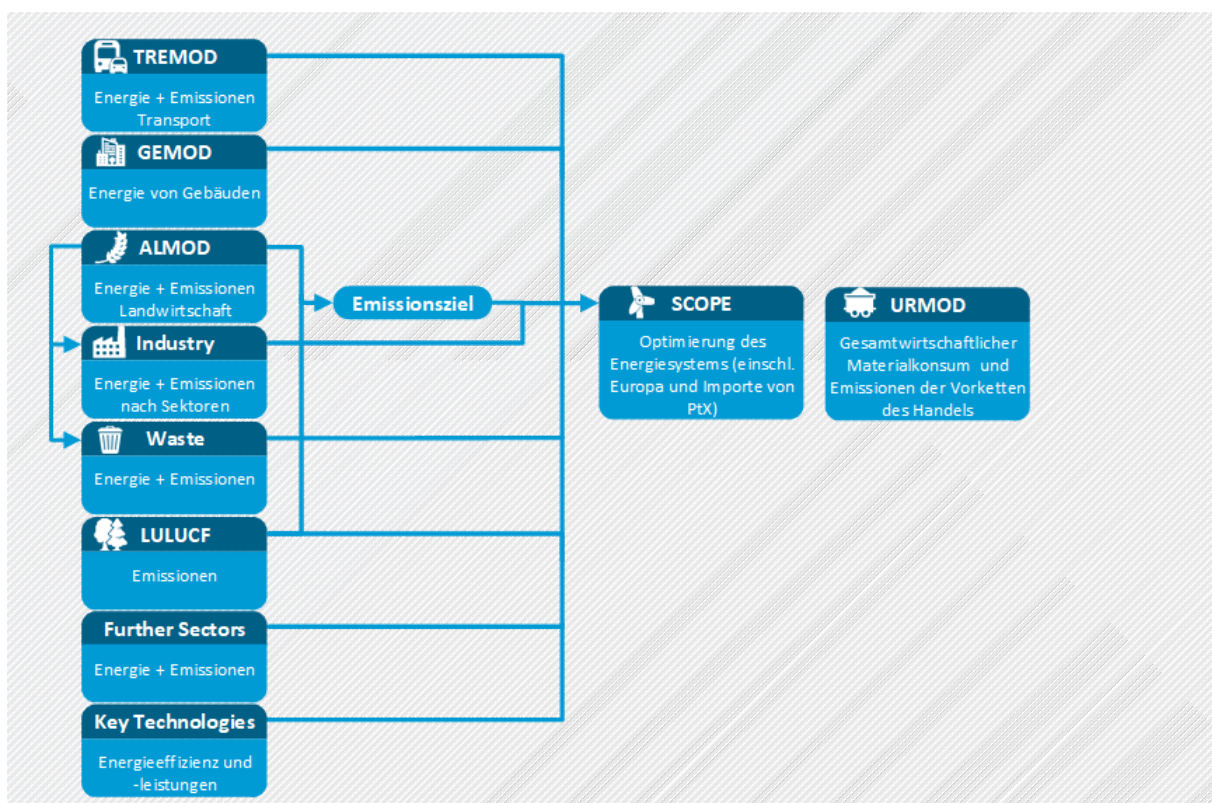 TREMOD
Energie + Emissionen
Transport
GEMOD
Energie von Gebäuden
ALMOD
Energie + Emissionen
Landwirtschaft
Industry
Energie + Emissionen
nach Sektoren
Waste
Energie + Emissionen
LULUCF
Emissionen
Further Sectors
Energie + Emissionen
Key Technologies
Energieeffizienz und
-leistungen
Emissionsziel
SCOPE
Optimierung des
Energiesystems (einschl.
Europa und Importe von
PtX)
URMOD
Gesamtwirtschaftlicher
Materialkonsum und
Emissionen der Vorketten
des Handels